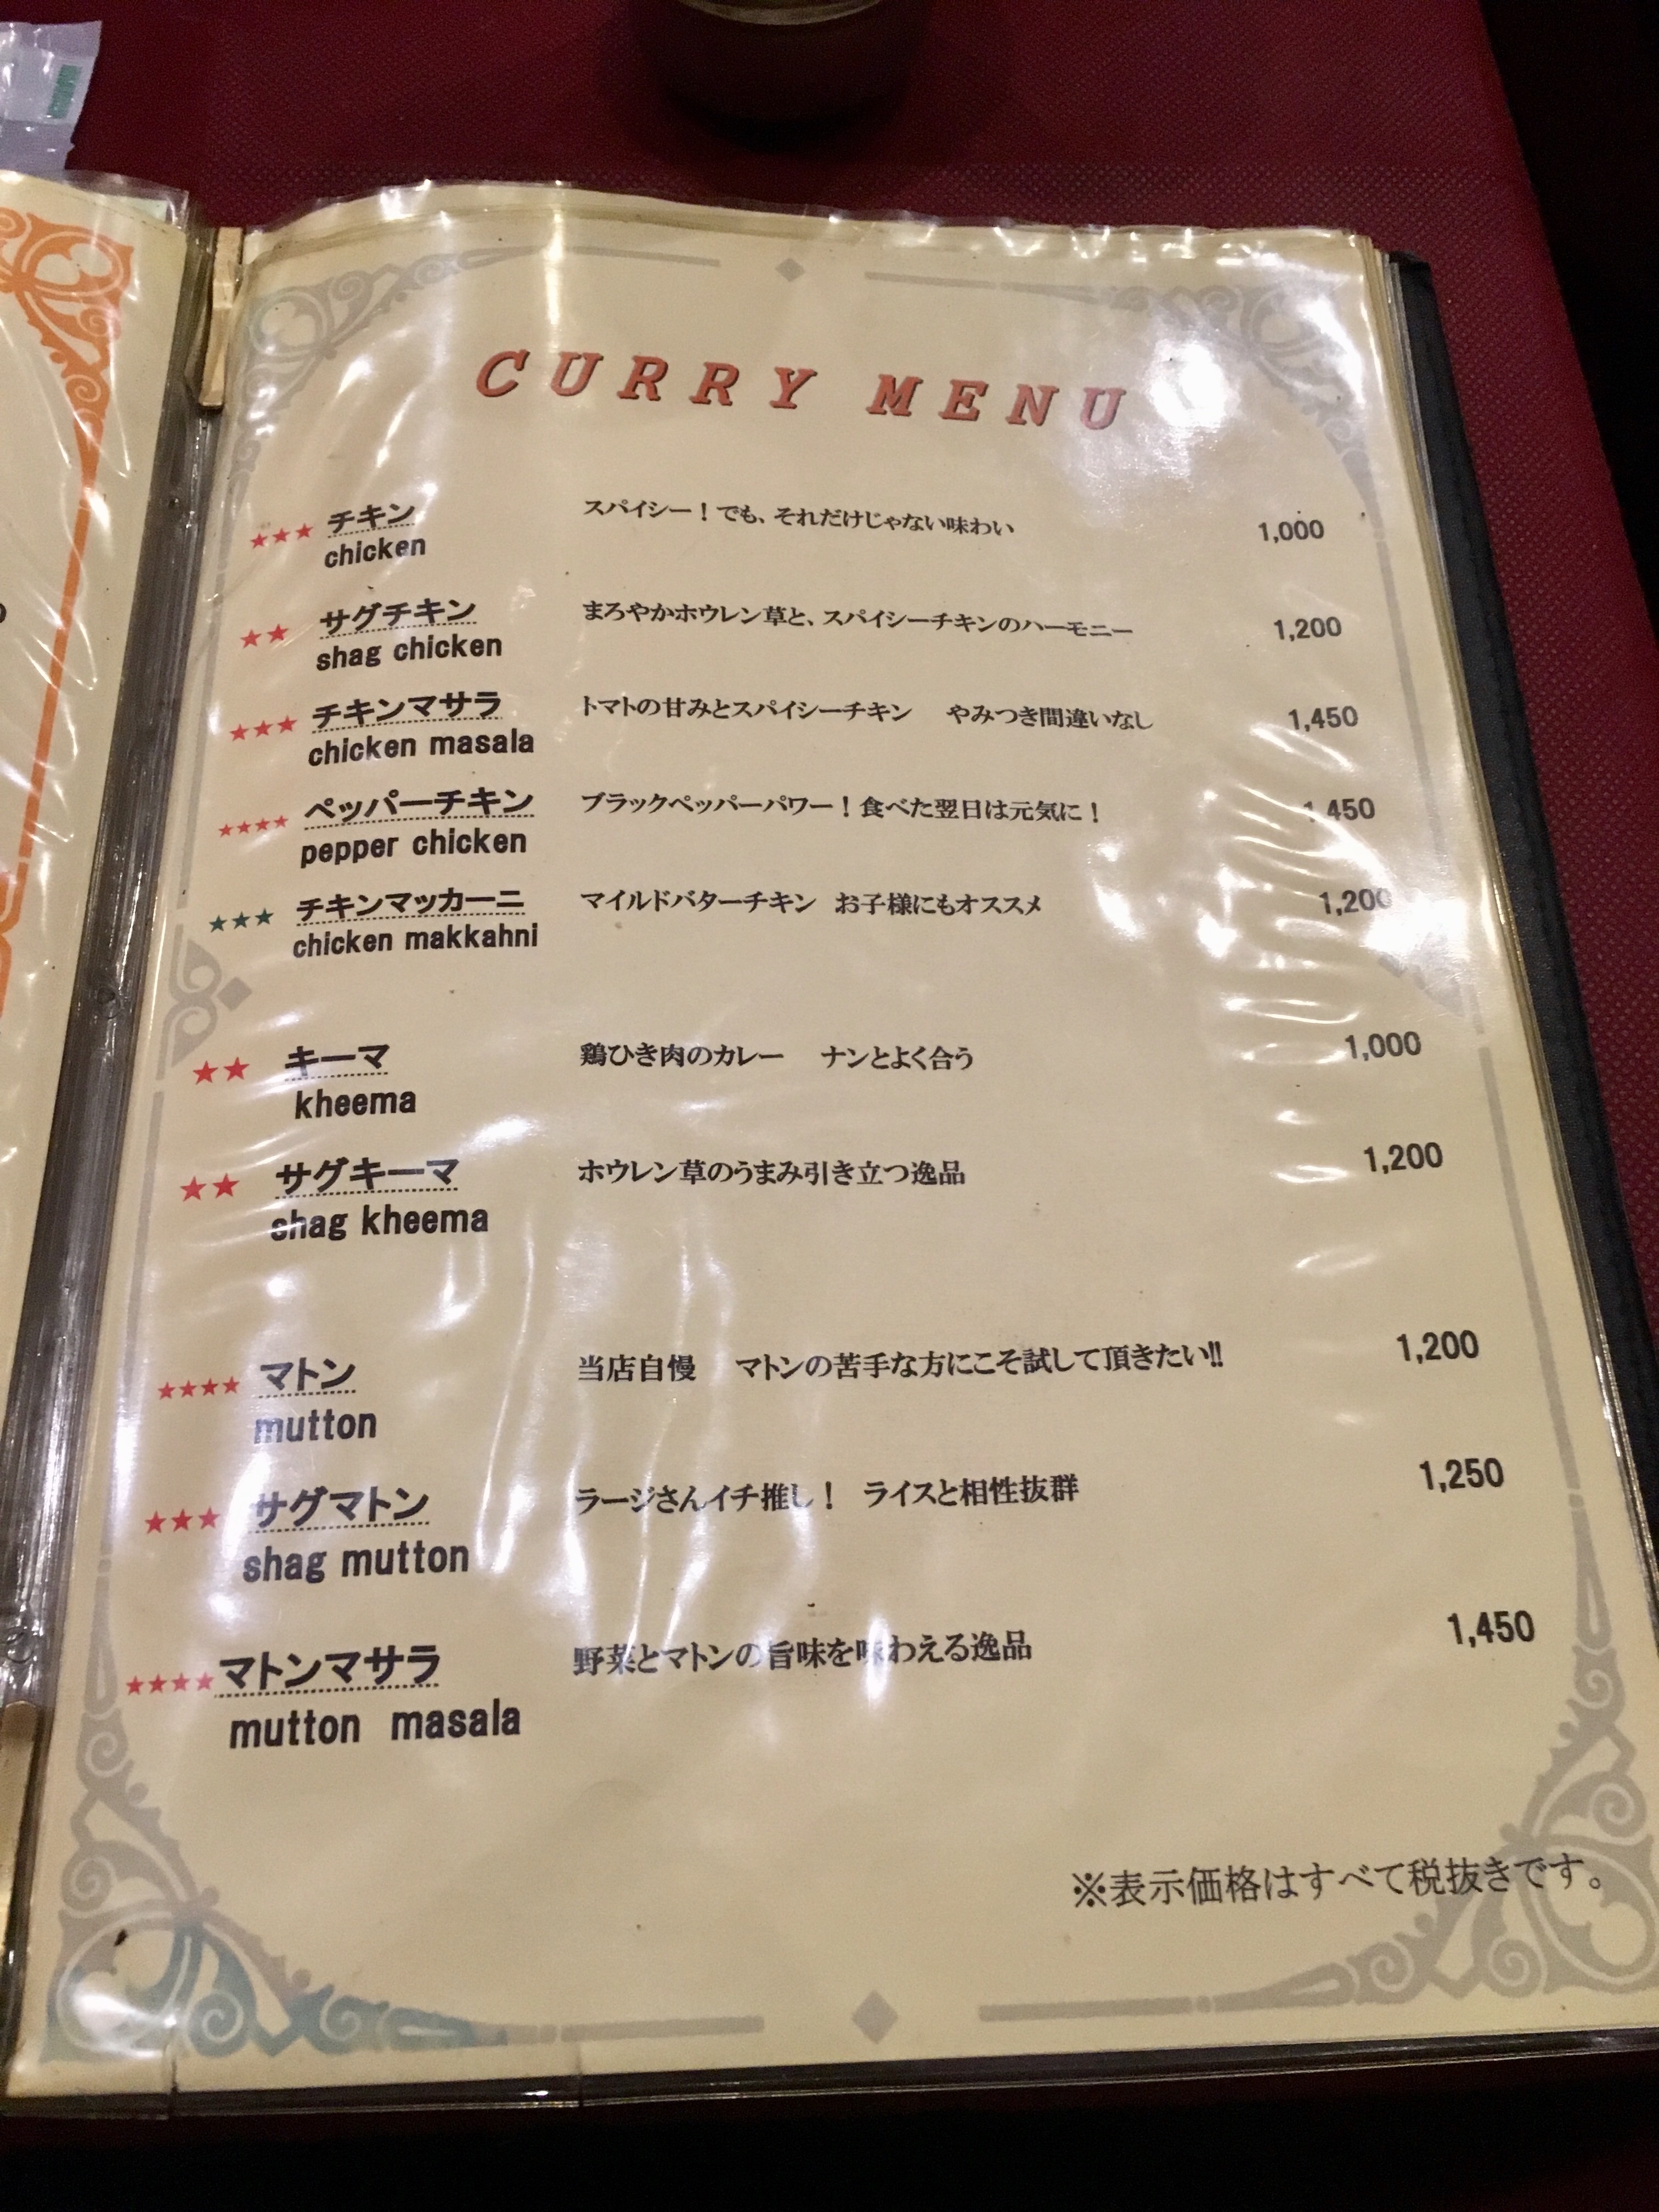 CURRY MENU
★★★ チキン スパイシー！でも、それだけじゃない味わい 1,000
chicken
★★ サグチキン まろやかホウレン草と、スパイシーチキンのハーモニー 1,200
shag chicken
★★★ チキンマサラ トマトの甘みとスパイシーチキン やみつき間違いなし 1,450
chicken masala
★★★★ ペッパーチキン ブラックペッパーパワー！食べた翌日は元気に！ 1,450
pepper chicken
★★★ チキンマッカーニ マイルドバターチキン お子様にもオススメ 1,200
chicken makkahni
★★ キーマ 鶏ひき肉のカレー ナンとよく合う 1,000
kheema
★★ サグキーマ ホウレン草のうまみ引き立つ逸品 1,200
shag kheema
★★★★ マトン 当店自慢 マトンの苦手な方にこそ試して頂きたい!! 1,200
mutton
★★★ サグマトン ラージさんイチ推し！ ライスと相性抜群 1,250
shag mutton
★★★★ マトンマサラ 野菜とマトンの旨味を味わえる逸品 1,450
mutton masala
※表示価格はすべて税抜きです。